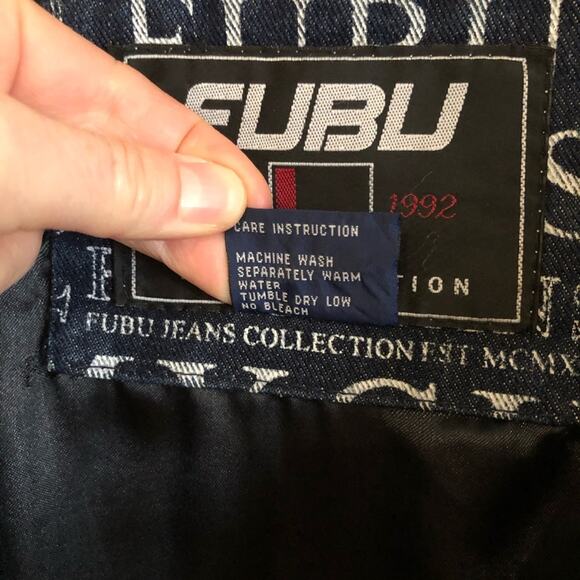 FUBU
1992
TION
CARE INSTRUCTION
MACHINE WASH
SEPARATELY WARM
WATER
TUMBLE DRY LOW
NO BLEACH
FUBU JEANS COLLECTION EST MCMX